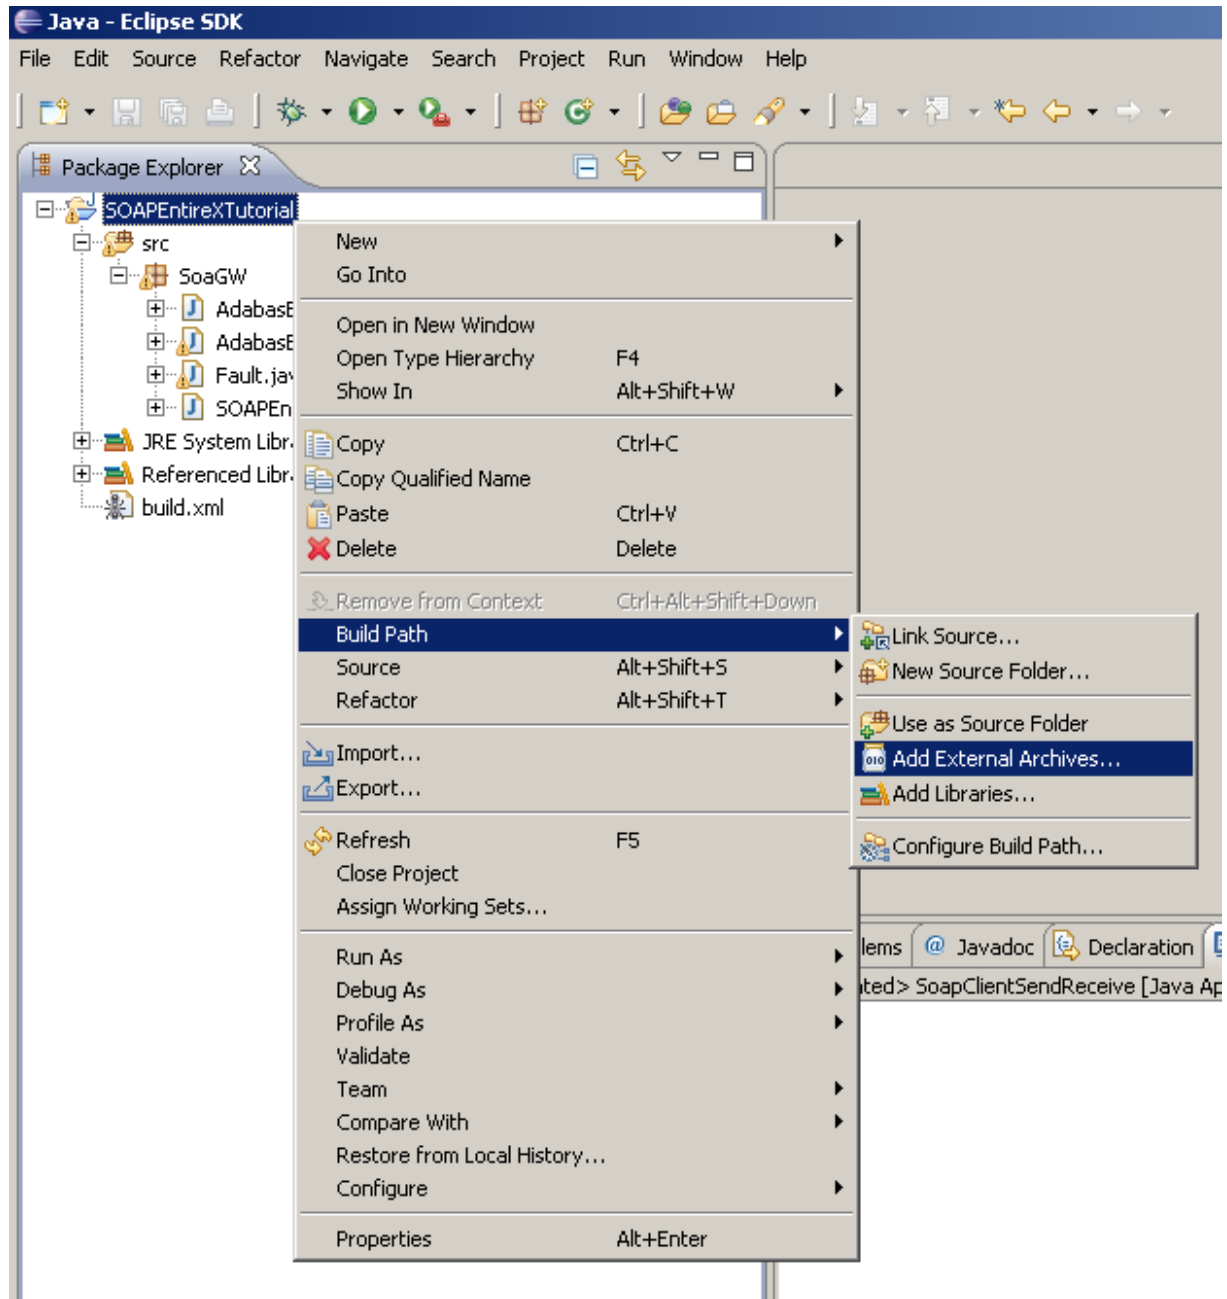 Java - Eclipse SDK
File Edit Source Refactor Navigate Search Project Run Window Help
Package Explorer
SOAPEntireXTutorial
src
SoaGW
AdabasE
AdabasE
Fault.jav
SOAPEn
JRE System Libr
Referenced Libr
build.xml
New
Go Into
Open in New Window
Open Type Hierarchy F4
Show In Alt+Shift+W
Copy Ctrl+C
Copy Qualified Name
Paste Ctrl+V
Delete Delete
Remove from Context Ctrl+Alt+Shift+Down
Build Path
Source Alt+Shift+S
Refactor Alt+Shift+T
Import...
Export...
Refresh F5
Close Project
Assign Working Sets...
Run As
Debug As
Profile As
Validate
Team
Compare With
Restore from Local History...
Configure
Properties Alt+Enter
Link Source...
New Source Folder...
Use as Source Folder
010 Add External Archives...
Add Libraries...
Configure Build Path...
lems @ Javadoc Declaration
ted> SoapClientSendReceive [Java Ap